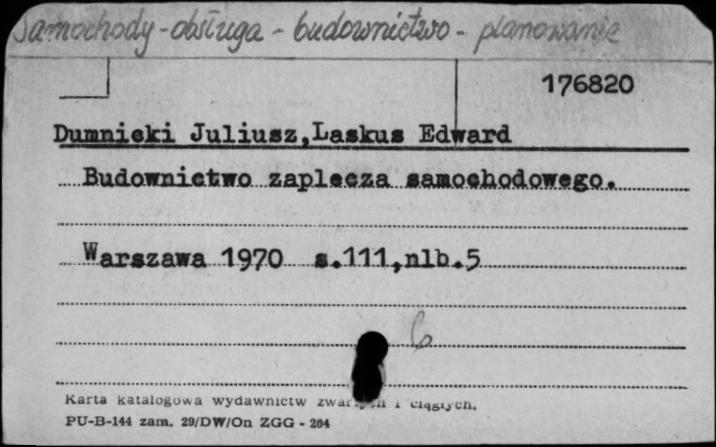 Samochody - obsługa - budownictwo - planowanie
176820
Dumnicki Juliusz,Laskus Edward
Budownictwo zaplecza samochodowego.
Warszawa 1970 s.111,nlb.5
6
Karta katalogowa wydawnictw zwartych i ciągłych.
PU-B-144 zam. 29/DW/On ZGG - 204